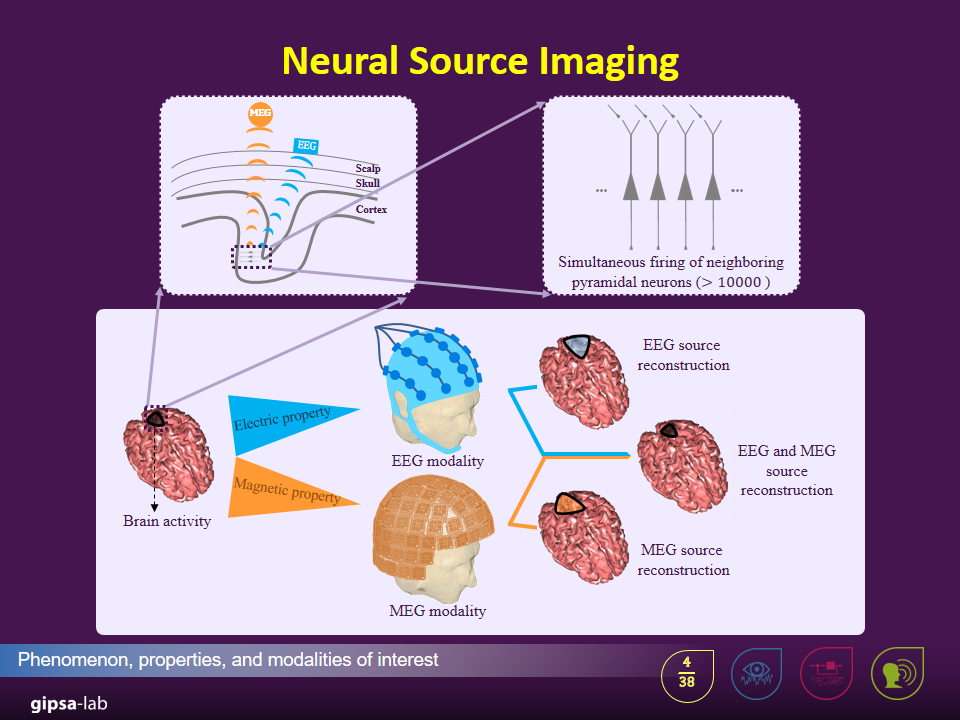 Neural Source Imaging
MEG
EEG
Scalp
Skull
Cortex
...
...
Simultaneous firing of neighboring
pyramidal neurons (> 10000 )
Electric property
Magnetic property
Brain activity
EEG modality
MEG modality
EEG source
reconstruction
EEG and MEG
source
reconstruction
MEG source
reconstruction
Phenomenon, properties, and modalities of interest
4
38
gipsa-lab